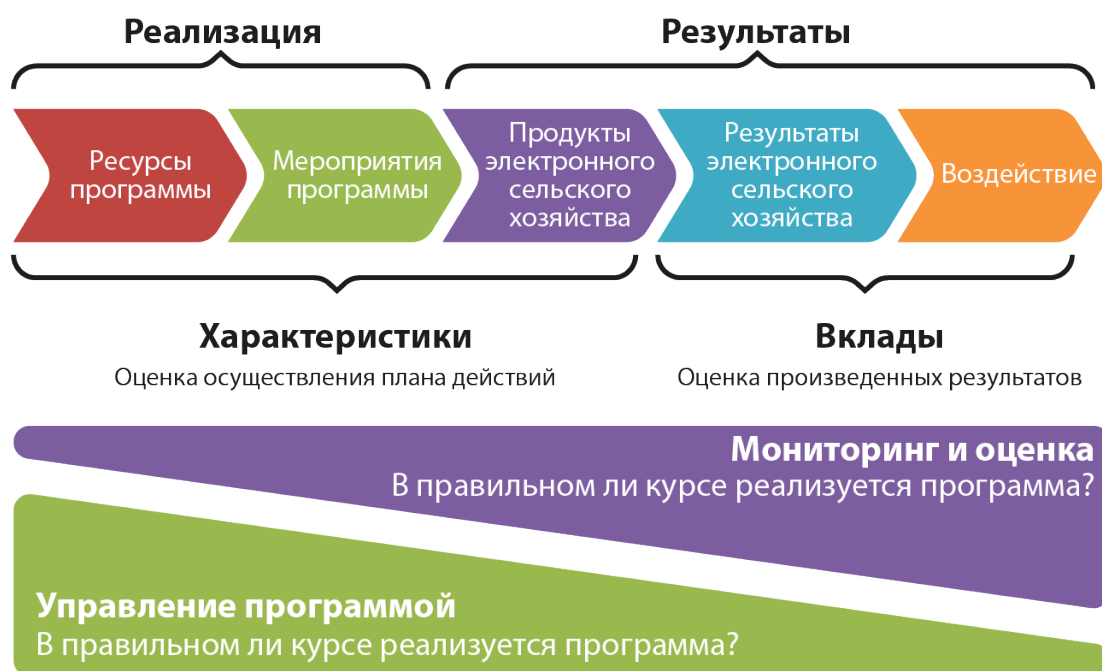 Реализация
Результаты
Ресурсы
программы
Мероприятия
программы
Продукты
электронного
сельского
хозяйства
Результаты
электронного
сельского
хозяйства
Воздействие
Характеристики
Оценка осуществления плана действий
Вклады
Оценка произведенных результатов
Мониторинг и оценка
В правильном ли курсе реализуется программа?
Управление программой
В правильном ли курсе реализуется программа?